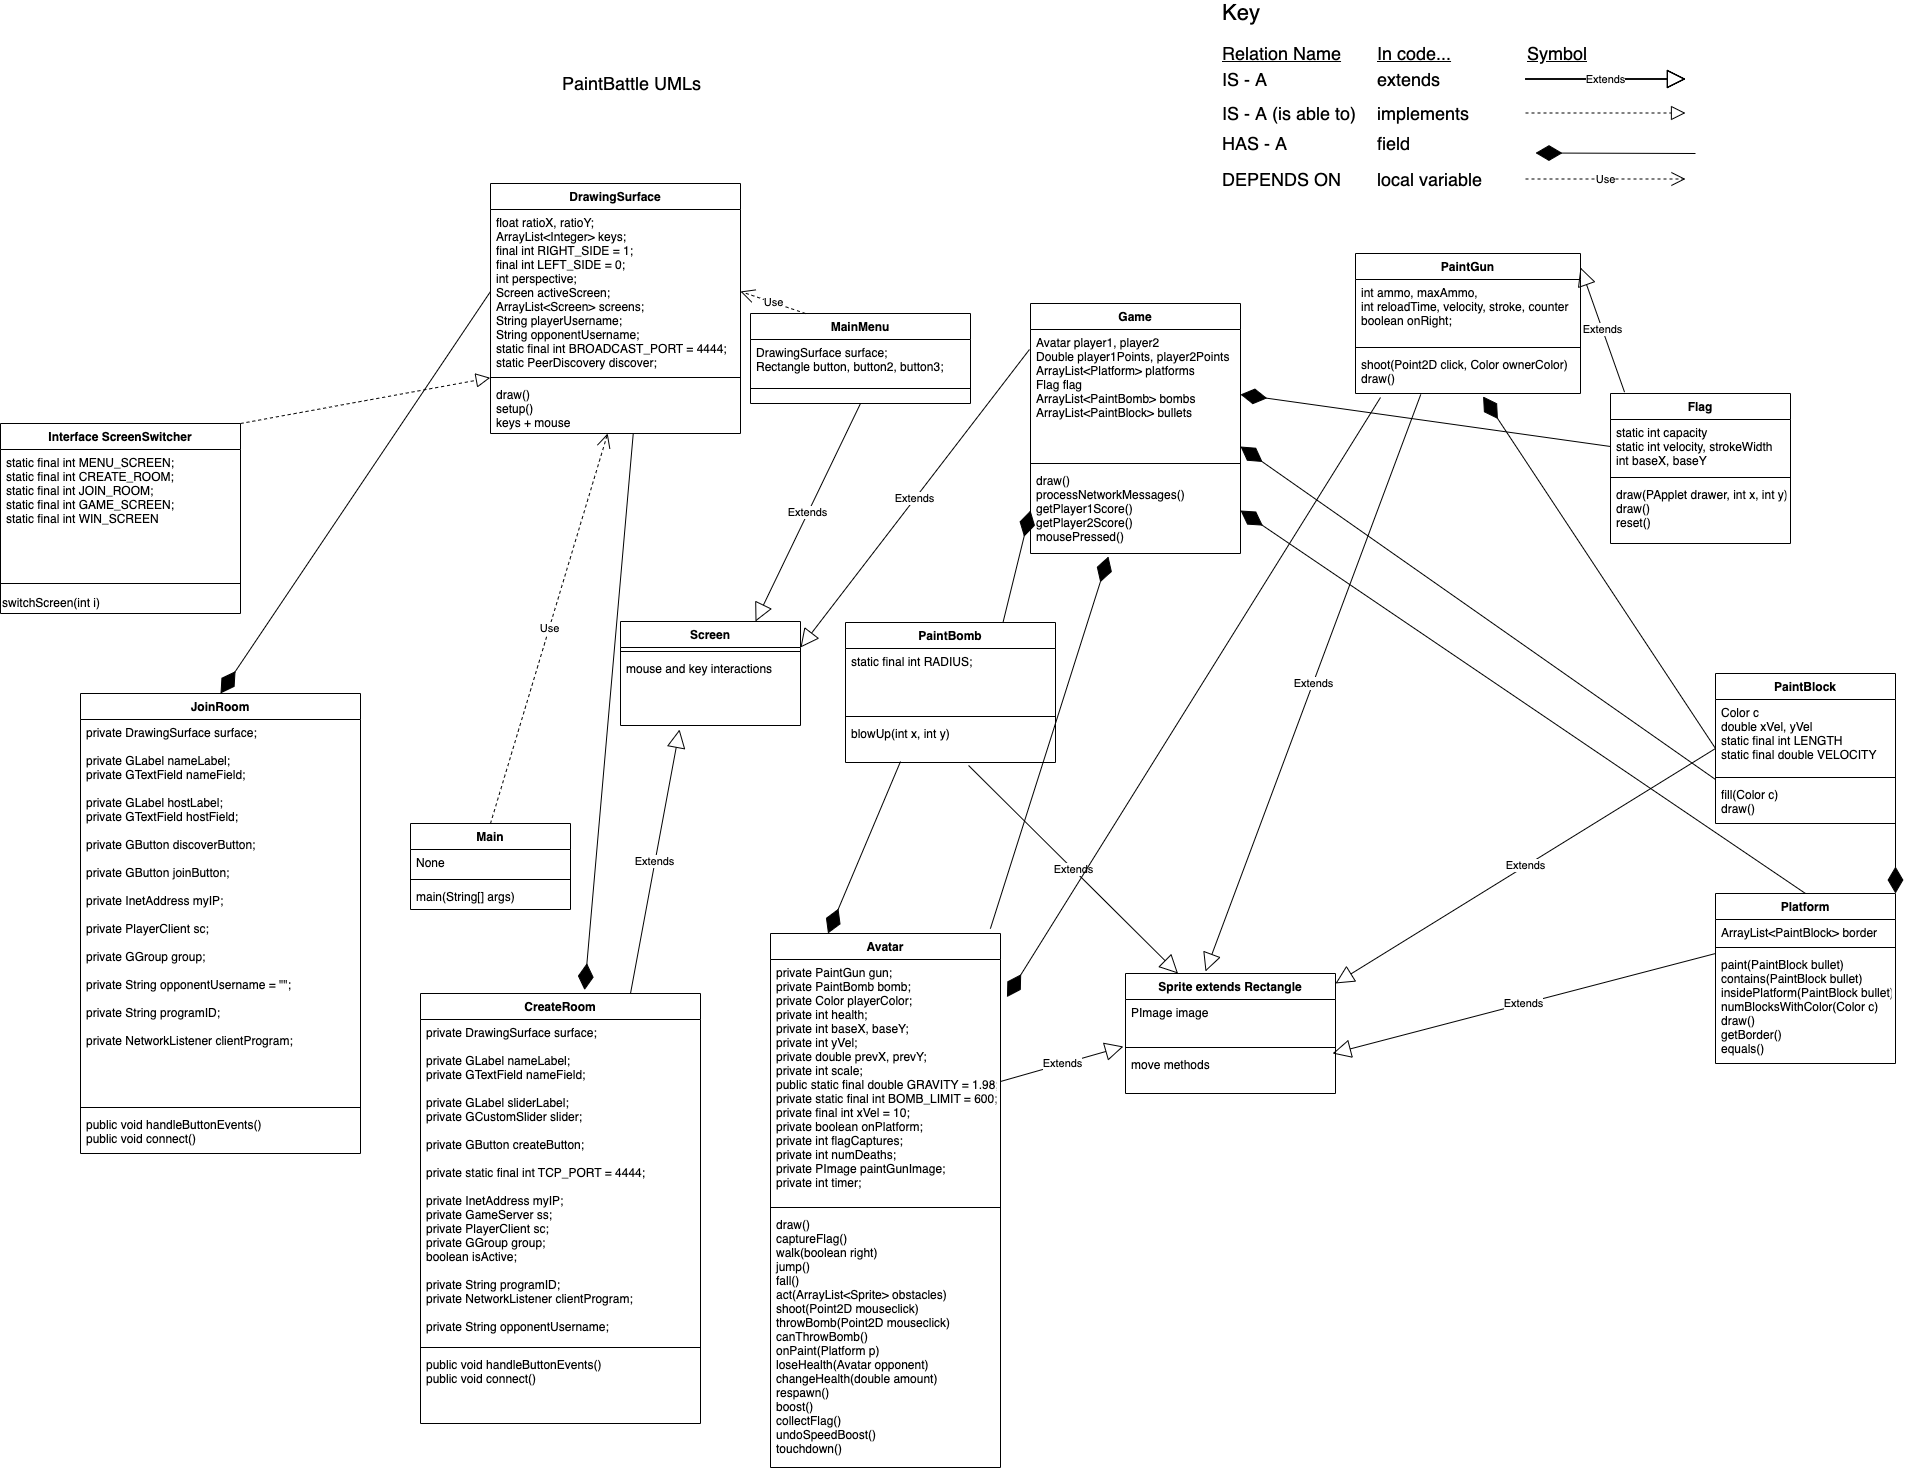 Key
Relation Name In code... Symbol
IS - A extends Extends
IS - A (is able to) implements
HAS - A field
DEPENDS ON local variable Use
PaintBattle UMLs
DrawingSurface
float ratioX, ratioY;
ArrayList<Integer> keys;
final int RIGHT_SIDE = 1;
final int LEFT_SIDE = 0;
int perspective;
Screen activeScreen;
ArrayList<Screen> screens;
String playerUsername;
String opponentUsername;
static final int BROADCAST_PORT = 4444;
static PeerDiscovery discover;
draw()
setup()
keys + mouse
Use
MainMenu
DrawingSurface surface;
Rectangle button, button2, button3;
Game
Avatar player1, player2
Double player1Points, player2Points
ArrayList<Platform> platforms
Flag flag
ArrayList<PaintBomb> bombs
ArrayList<PaintBlock> bullets
draw()
processNetworkMessages()
getPlayer1Score()
getPlayer2Score()
mousePressed()
PaintGun
int ammo, maxAmmo,
int reloadTime, velocity, stroke, counter
boolean onRight;
shoot(Point2D click, Color ownerColor)
draw()
Extends
Flag
static int capacity
static int velocity, strokeWidth
int baseX, baseY
draw(PApplet drawer, int x, int y)
draw()
reset()
Interface ScreenSwitcher
static final int MENU_SCREEN;
static final int CREATE_ROOM;
static final int JOIN_ROOM;
static final int GAME_SCREEN;
static final int WIN_SCREEN
switchScreen(int i)
Extends
Extends
Use
Screen
mouse and key interactions
PaintBomb
static final int RADIUS;
blowUp(int x, int y)
Extends
PaintBlock
Color c
double xVel, yVel
static final int LENGTH
static final double VELOCITY
fill(Color c)
draw()
JoinRoom
private DrawingSurface surface;
private GLabel nameLabel;
private GTextField nameField;
private GLabel hostLabel;
private GTextField hostField;
private GButton discoverButton;
private GButton joinButton;
private InetAddress myIP;
private PlayerClient sc;
private GGroup group;
private String opponentUsername = "";
private String programID;
private NetworkListener clientProgram;
public void handleButtonEvents()
public void connect()
Main
None
main(String[] args)
Extends
Extends
Extends
Platform
ArrayList<PaintBlock> border
paint(PaintBlock bullet)
contains(PaintBlock bullet)
insidePlatform(PaintBlock bullet)
numBlocksWithColor(Color c)
draw()
getBorder()
equals()
CreateRoom
private DrawingSurface surface;
private GLabel nameLabel;
private GTextField nameField;
private GLabel sliderLabel;
private GCustomSlider slider;
private GButton createButton;
private static final int TCP_PORT = 4444;
private InetAddress myIP;
private GameServer ss;
private PlayerClient sc;
private GGroup group;
boolean isActive;
private String programID;
private NetworkListener clientProgram;
private String opponentUsername;
public void handleButtonEvents()
public void connect()
Avatar
private PaintGun gun;
private PaintBomb bomb;
private Color playerColor;
private int health;
private int baseX, baseY;
private int yVel;
private double prevX, prevY;
private int scale;
public static final double GRAVITY = 1.98
private static final int BOMB_LIMIT = 600;
private final int xVel = 10;
private boolean onPlatform;
private int flagCaptures;
private int numDeaths;
private PImage paintGunImage;
private int timer;
draw()
captureFlag()
walk(boolean right)
jump()
fall()
act(ArrayList<Sprite> obstacles)
shoot(Point2D mouseclick)
throwBomb(Point2D mouseclick)
canThrowBomb()
onPaint(Platform p)
loseHealth(Avatar opponent)
changeHealth(double amount)
respawn()
boost()
collectFlag()
undoSpeedBoost()
touchdown()
Extends
Extends
Sprite extends Rectangle
PImage image
move methods